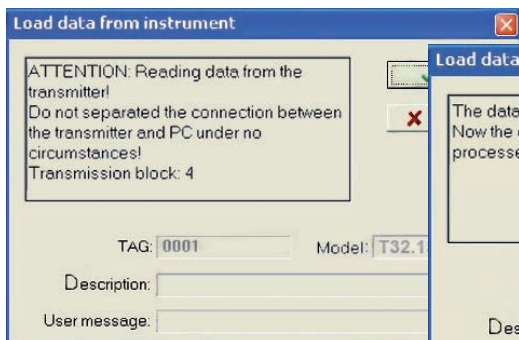 Load data from instrument
ATTENTION: Reading data from the
transmitter!
Do not separated the connection between
the transmitter and PC under no
circumstances!
Transmission block: 4
TAG: 0001 Model: T32.1
Description:
User message:
Load data
The data
Now the
processe
Des